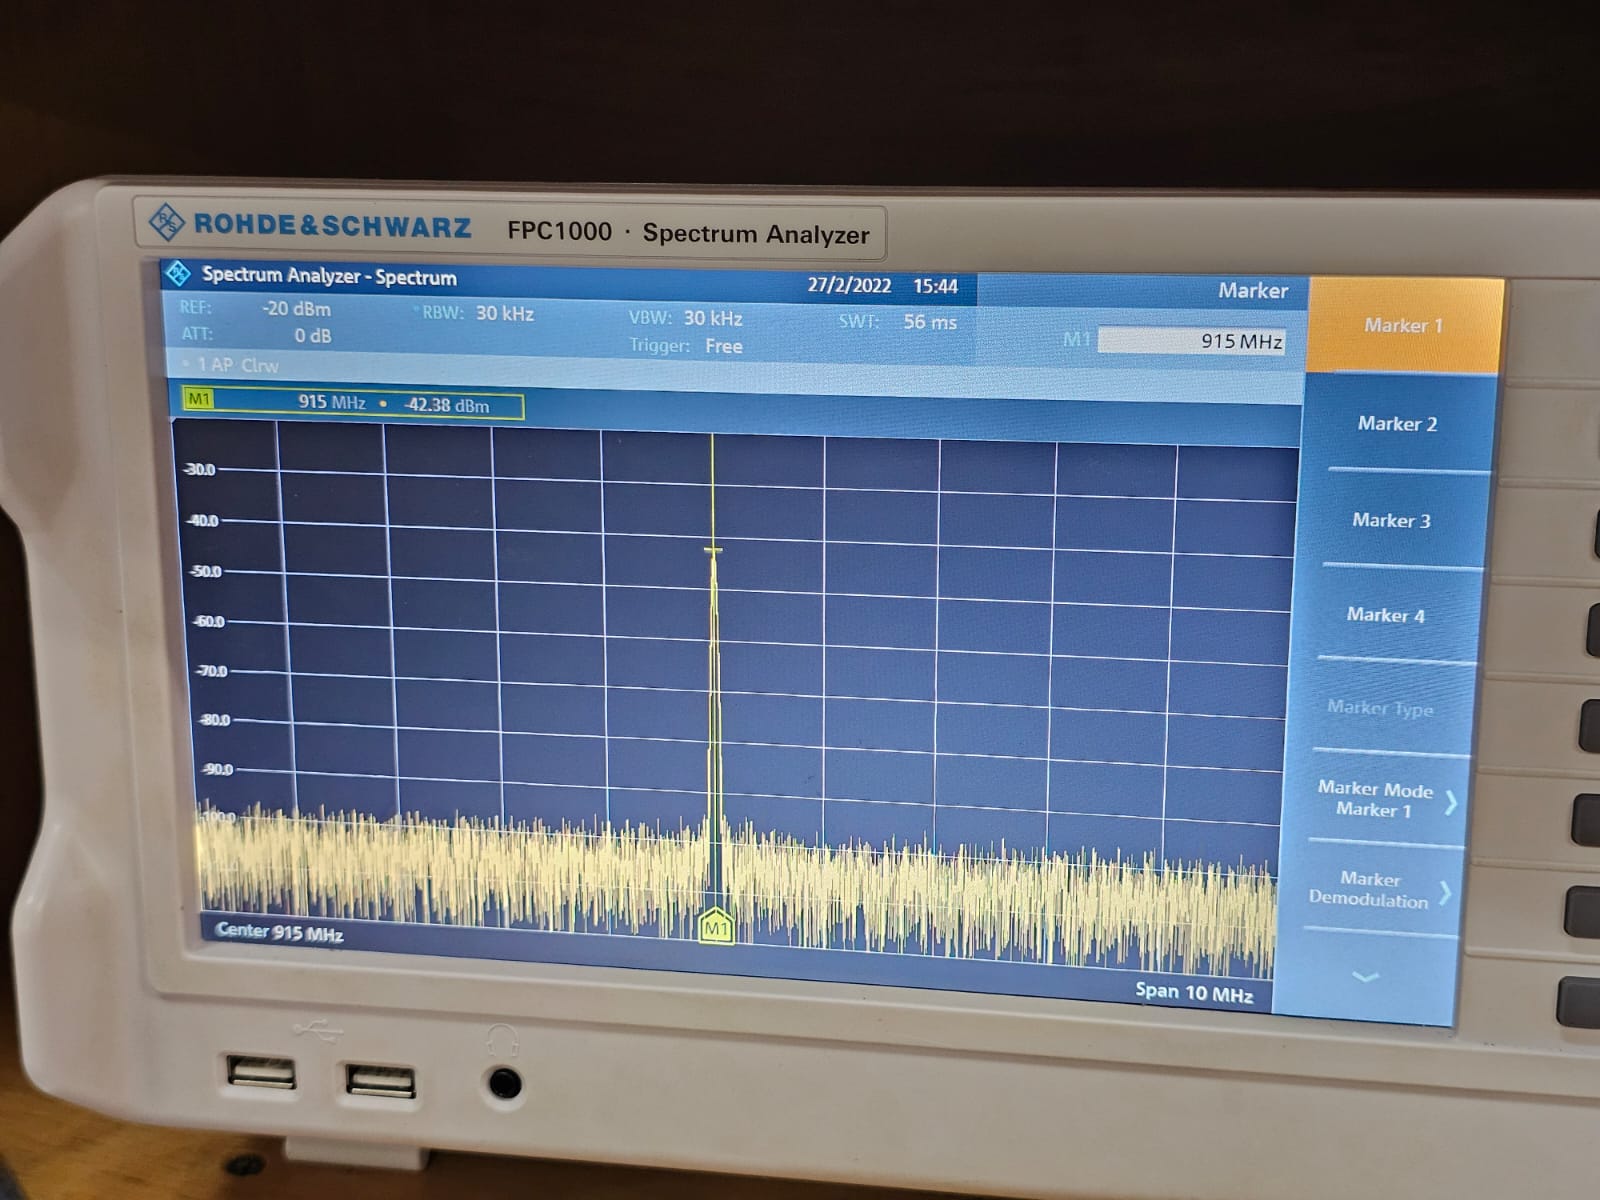 ROHDE&SCHWARZ FPC1000 · Spectrum Analyzer
Spectrum Analyzer - Spectrum 27/2/2022 15:44 Marker
REF: -20 dBm RBW: 30 kHz VBW: 30 kHz SWT: 56 ms
ATT: 0 dB Trigger: Free M1 915 MHz
1 AP Clrw
M1 915 MHz • -42.38 dBm
-30.0
-40.0
-50.0
-60.0
-70.0
-80.0
-90.0
-100.0
M1
Center 915 MHz
Span 10 MHz
Marker 1
Marker 2
Marker 3
Marker 4
Marker Type
Marker Mode
Marker 1
Marker
Demodulation